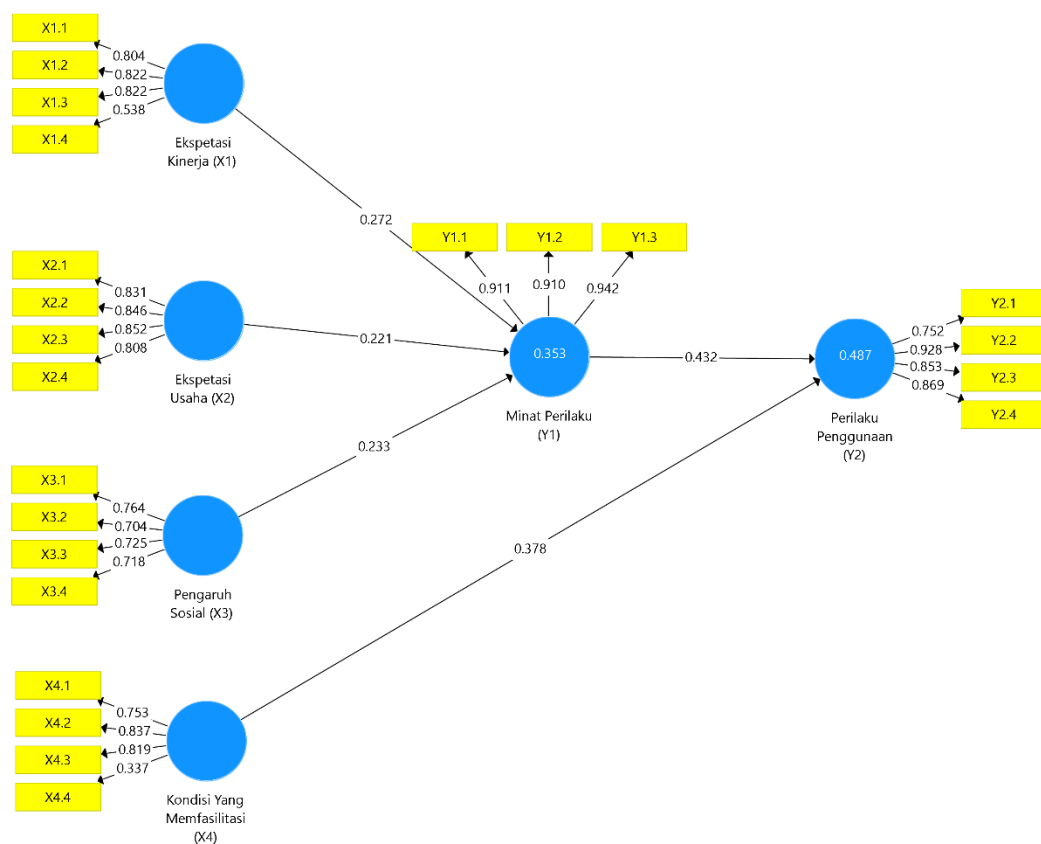 X1.1
X1.2
X1.3
X1.4
0.804
0.822
0.822
0.538
Ekspetasi
Kinerja (X1)
0.272
X2.1
X2.2
X2.3
X2.4
0.831
0.846
0.852
0.808
Ekspetasi
Usaha (X2)
0.221
X3.1
X3.2
X3.3
X3.4
0.764
0.704
0.725
0.718
Pengaruh
Sosial (X3)
0.233
X4.1
X4.2
X4.3
X4.4
0.753
0.837
0.819
0.337
Kondisi Yang
Memfasilitasi
(X4)
0.378
Y1.1
Y1.2
Y1.3
0.911
0.910
0.942
0.353
Minat Perilaku
(Y1)
0.432
0.487
Perilaku
Penggunaan
(Y2)
0.752
0.928
0.853
0.869
Y2.1
Y2.2
Y2.3
Y2.4